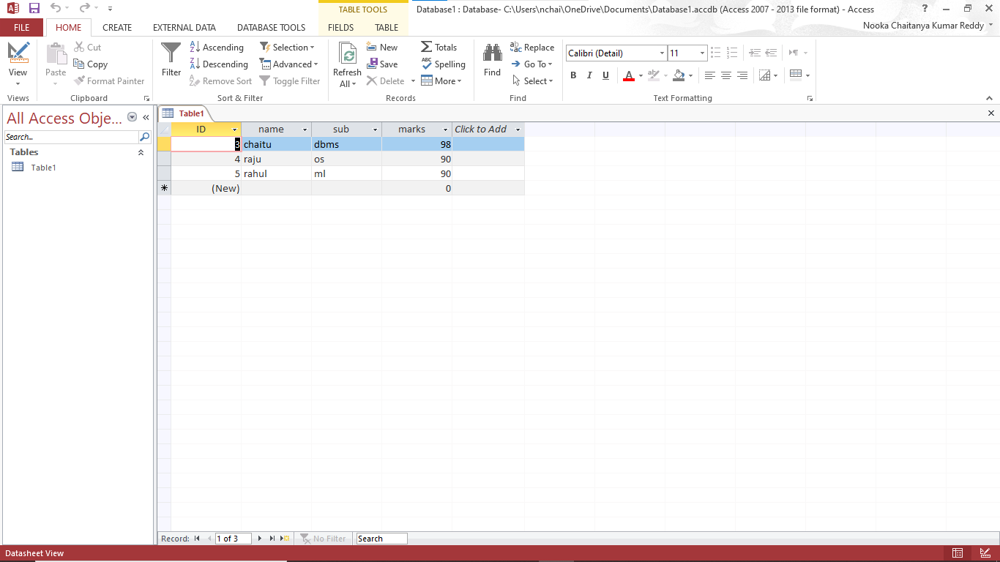 TABLE TOOLS
Database1 : Database- C:\Users\nchai\OneDrive\Documents\Database1.accdb (Access 2007 - 2013 file format) - Access
FILE HOME CREATE EXTERNAL DATA DATABASE TOOLS FIELDS TABLE
Nooka Chaitanya Kumar Reddy
View
Views
Paste
Cut
Copy
Format Painter
Clipboard
Filter
Ascending
Descending
Remove Sort
Selection
Advanced
Toggle Filter
Sort & Filter
Refresh
All
New
Save
Delete
Totals
Spelling
More
Records
Find
Replace
Go To
Select
Find
Calibri (Detail) 11
B I U A
Text Formatting
All Access Obje...
Search...
Tables
Table1
Table1
ID name sub marks Click to Add
3 chaitu dbms 98
4 raju os 90
5 rahul ml 90
(New) 0
Record: 1 of 3 No Filter Search
Datasheet View